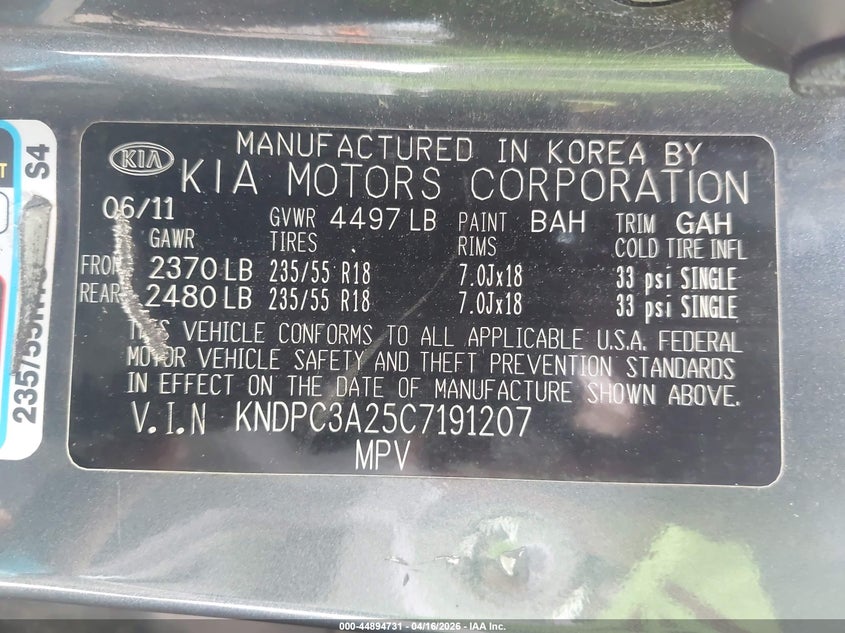 KIA
MANUFACTURED IN KOREA BY
KIA MOTORS CORPORATION
06/11 GVWR 4497 LB PAINT BAH TRIM GAH
GAWR TIRES RIMS COLD TIRE INFL
FRONT 2370 LB 235/55 R18 7.0Jx18 33 psi SINGLE
REAR 2480 LB 235/55 R18 7.0Jx18 33 psi SINGLE
THIS VEHICLE CONFORMS TO ALL APPLICABLE U.S.A. FEDERAL
MOTOR VEHICLE SAFETY AND THEFT PREVENTION STANDARDS
IN EFFECT ON THE DATE OF MANUFACTURE SHOWN ABOVE.
V.I.N KNDPC3A25C7191207
MPV
S4
000-44894731 - 04/16/2026 - IAA Inc.